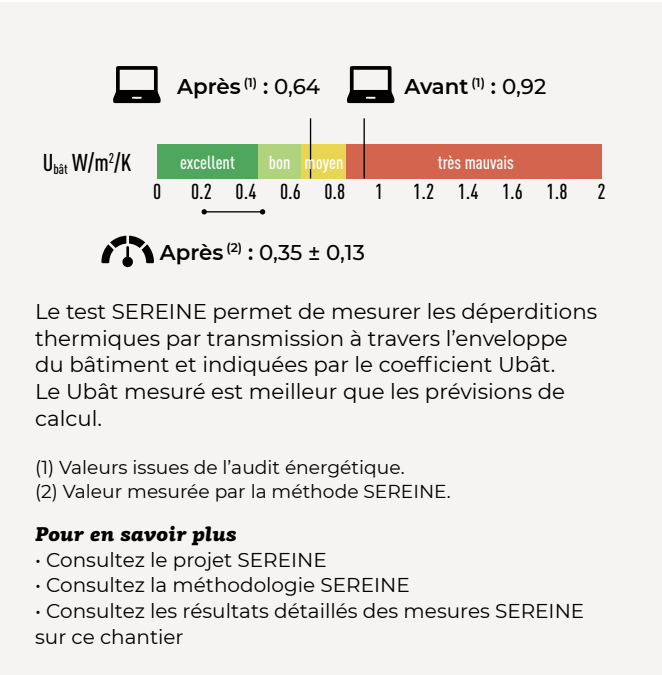 Après (1) : 0,64 Avant (1) : 0,92
Ubât W/m²/K excellent bon moyen très mauvais
0 0.2 0.4 0.6 0.8 1 1.2 1.4 1.6 1.8 2
Après (2) : 0,35 ± 0,13
Le test SEREINE permet de mesurer les déperditions
thermiques par transmission à travers l’enveloppe
du bâtiment et indiquées par le coefficient Ubât.
Le Ubât mesuré est meilleur que les prévisions de
calcul.
(1) Valeurs issues de l’audit énergétique.
(2) Valeur mesurée par la méthode SEREINE.
Pour en savoir plus
• Consultez le projet SEREINE
• Consultez la méthodologie SEREINE
• Consultez les résultats détaillés des mesures SEREINE
sur ce chantier